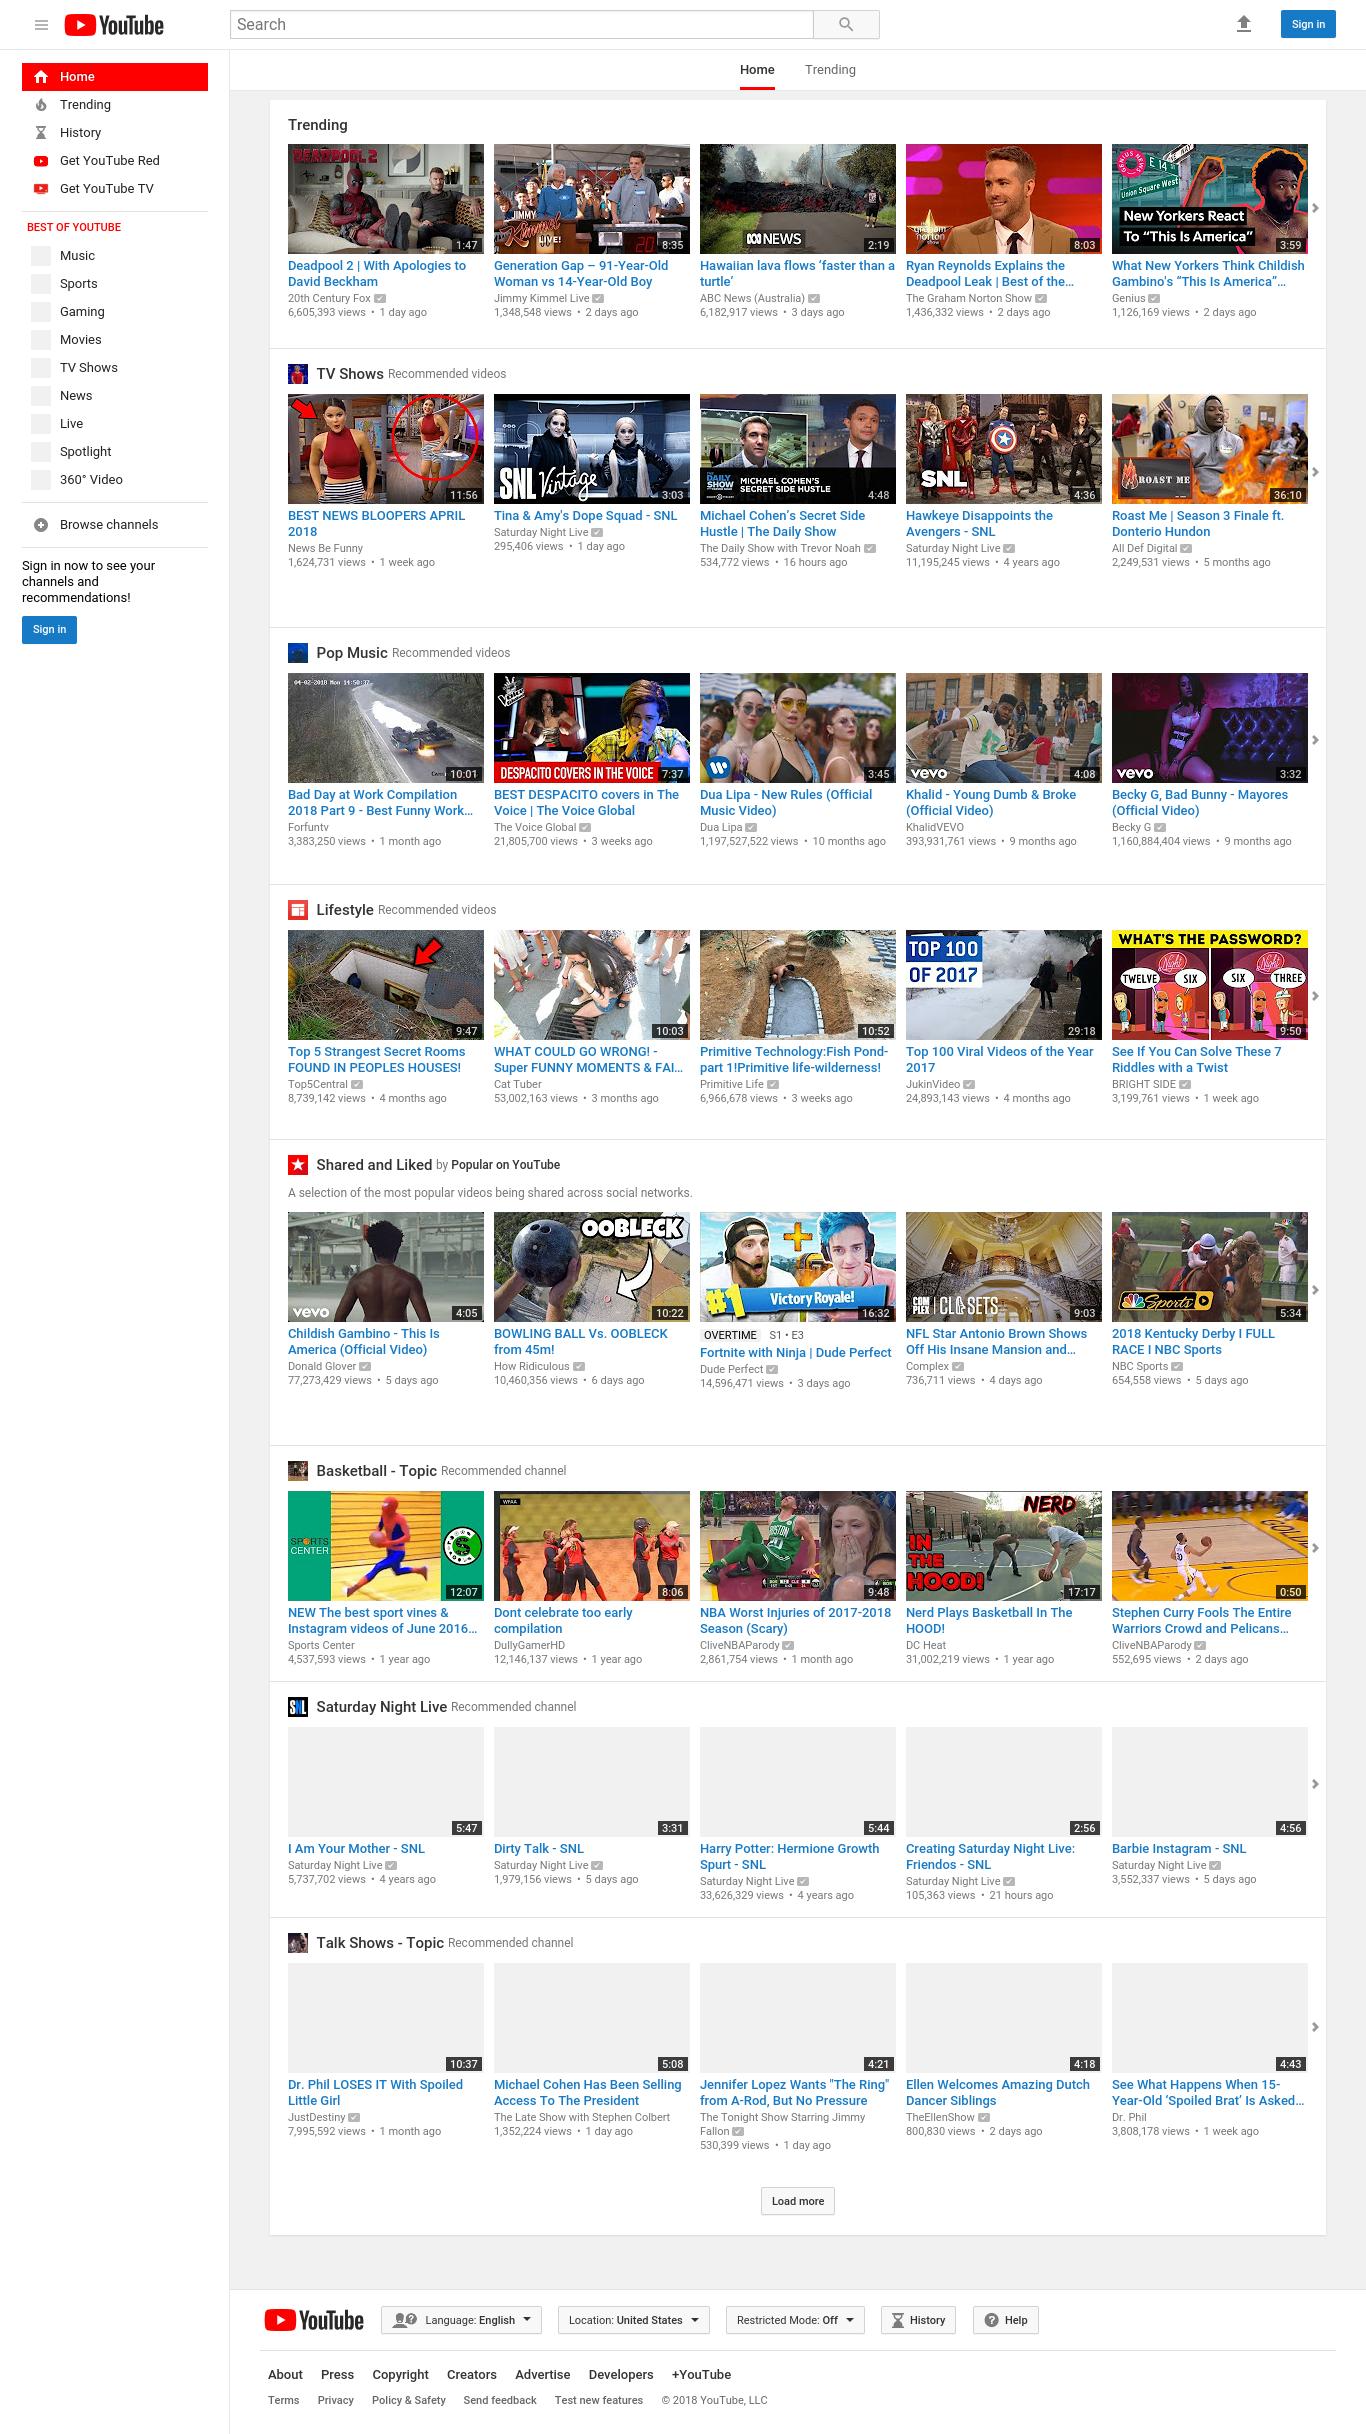 YouTube
Search
Sign in
Home
Trending
History
Get YouTube Red
Get YouTube TV
BEST OF YOUTUBE
Music
Sports
Gaming
Movies
TV Shows
News
Live
Spotlight
360° Video
Browse channels
Sign in now to see your
channels and
recommendations!
Sign in
Home Trending
Trending
DEADPOOL 2
1:47
Deadpool 2 | With Apologies to
David Beckham
20th Century Fox
6,605,393 views • 1 day ago
JIMMY
Kimmel
LIVE!
20
8:35
Generation Gap – 91-Year-Old
Woman vs 14-Year-Old Boy
Jimmy Kimmel Live
1,348,548 views • 2 days ago
ABC NEWS
2:19
Hawaiian lava flows ‘faster than a
turtle’
ABC News (Australia)
6,182,917 views • 3 days ago
the
graham
norton
show
8:03
Ryan Reynolds Explains the
Deadpool Leak | Best of the…
The Graham Norton Show
1,436,332 views • 2 days ago
GENIUS NEWS
E 14 ST
Union Square West
New Yorkers React
To “This Is America”
3:59
What New Yorkers Think Childish
Gambino's “This Is America”…
Genius
1,126,169 views • 2 days ago
TV Shows Recommended videos
11:56
BEST NEWS BLOOPERS APRIL
2018
News Be Funny
1,624,731 views • 1 week ago
SNL Vintage
3:03
Tina & Amy's Dope Squad - SNL
Saturday Night Live
295,406 views • 1 day ago
THE
DAILY
SHOW
MICHAEL COHEN'S
SECRET SIDE HUSTLE
4:48
Michael Cohen’s Secret Side
Hustle | The Daily Show
The Daily Show with Trevor Noah
534,772 views • 16 hours ago
SNL
4:36
Hawkeye Disappoints the
Avengers - SNL
Saturday Night Live
11,195,245 views • 4 years ago
ROAST ME
36:10
Roast Me | Season 3 Finale ft.
Donterio Hundon
All Def Digital
2,249,531 views • 5 months ago
Pop Music Recommended videos
04-02-2018 Mon 14:50:37
10:01
Bad Day at Work Compilation
2018 Part 9 - Best Funny Work…
Forfuntv
3,383,250 views • 1 month ago
The Voice
DESPACITO COVERS IN THE VOICE
7:37
BEST DESPACITO covers in The
Voice | The Voice Global
The Voice Global
21,805,700 views • 3 weeks ago
W
3:45
Dua Lipa - New Rules (Official
Music Video)
Dua Lipa
1,197,527,522 views • 10 months ago
vevo
4:08
Khalid - Young Dumb & Broke
(Official Video)
KhalidVEVO
393,931,761 views • 9 months ago
vevo
3:32
Becky G, Bad Bunny - Mayores
(Official Video)
Becky G
1,160,884,404 views • 9 months ago
Lifestyle Recommended videos
9:47
Top 5 Strangest Secret Rooms
FOUND IN PEOPLES HOUSES!
Top5Central
8,739,142 views • 4 months ago
10:03
WHAT COULD GO WRONG! -
Super FUNNY MOMENTS & FAI…
Cat Tuber
53,002,163 views • 3 months ago
10:52
Primitive Technology:Fish Pond-
part 1!Primitive life-wilderness!
Primitive Life
6,966,678 views • 3 weeks ago
TOP 100
OF 2017
29:18
Top 100 Viral Videos of the Year
2017
JukinVideo
24,893,143 views • 4 months ago
WHAT'S THE PASSWORD?
Night Night
TWELVE SIX SIX THREE
9:50
See If You Can Solve These 7
Riddles with a Twist
BRIGHT SIDE
3,199,761 views • 1 week ago
Shared and Liked by Popular on YouTube
A selection of the most popular videos being shared across social networks.
vevo
4:05
Childish Gambino - This Is
America (Official Video)
Donald Glover
77,273,429 views • 5 days ago
OOBLECK
10:22
BOWLING BALL Vs. OOBLECK
from 45m!
How Ridiculous
10,460,356 views • 6 days ago
#1 Victory Royale!
16:32
OVERTIME S1 • E3
Fortnite with Ninja | Dude Perfect
Dude Perfect
14,596,471 views • 3 days ago
COMPLEX | CLOSETS
9:03
NFL Star Antonio Brown Shows
Off His Insane Mansion and…
Complex
736,711 views • 4 days ago
Sports
5:34
2018 Kentucky Derby I FULL
RACE I NBC Sports
NBC Sports
654,558 views • 5 days ago
Basketball - Topic Recommended channel
SPORTS
CENTER
12:07
NEW The best sport vines &
Instagram videos of June 2016…
Sports Center
4,537,593 views • 1 year ago
WFAA
8:06
Dont celebrate too early
compilation
DullyGamerHD
12,146,137 views • 1 year ago
BOSTON
20
9:48
NBA Worst Injuries of 2017-2018
Season (Scary)
CliveNBAParody
2,861,754 views • 1 month ago
NERD
IN
THE
HOOD!
17:17
Nerd Plays Basketball In The
HOOD!
DC Heat
31,002,219 views • 1 year ago
30
0:50
Stephen Curry Fools The Entire
Warriors Crowd and Pelicans…
CliveNBAParody
552,695 views • 2 days ago
SNL
Saturday Night Live Recommended channel
5:47
I Am Your Mother - SNL
Saturday Night Live
5,737,702 views • 4 years ago
3:31
Dirty Talk - SNL
Saturday Night Live
1,979,156 views • 5 days ago
5:44
Harry Potter: Hermione Growth
Spurt - SNL
Saturday Night Live
33,626,329 views • 4 years ago
2:56
Creating Saturday Night Live:
Friendos - SNL
Saturday Night Live
105,363 views • 21 hours ago
4:56
Barbie Instagram - SNL
Saturday Night Live
3,552,337 views • 5 days ago
Talk Shows - Topic Recommended channel
10:37
Dr. Phil LOSES IT With Spoiled
Little Girl
JustDestiny
7,995,592 views • 1 month ago
5:08
Michael Cohen Has Been Selling
Access To The President
The Late Show with Stephen Colbert
1,352,224 views • 1 day ago
4:21
Jennifer Lopez Wants "The Ring"
from A-Rod, But No Pressure
The Tonight Show Starring Jimmy
Fallon
530,399 views • 1 day ago
4:18
Ellen Welcomes Amazing Dutch
Dancer Siblings
TheEllenShow
800,830 views • 2 days ago
4:43
See What Happens When 15-
Year-Old ‘Spoiled Brat’ Is Asked…
Dr. Phil
3,808,178 views • 1 week ago
Load more
YouTube
Language: English
Location: United States
Restricted Mode: Off
History
Help
About Press Copyright Creators Advertise Developers +YouTube
Terms Privacy Policy & Safety Send feedback Test new features © 2018 YouTube, LLC